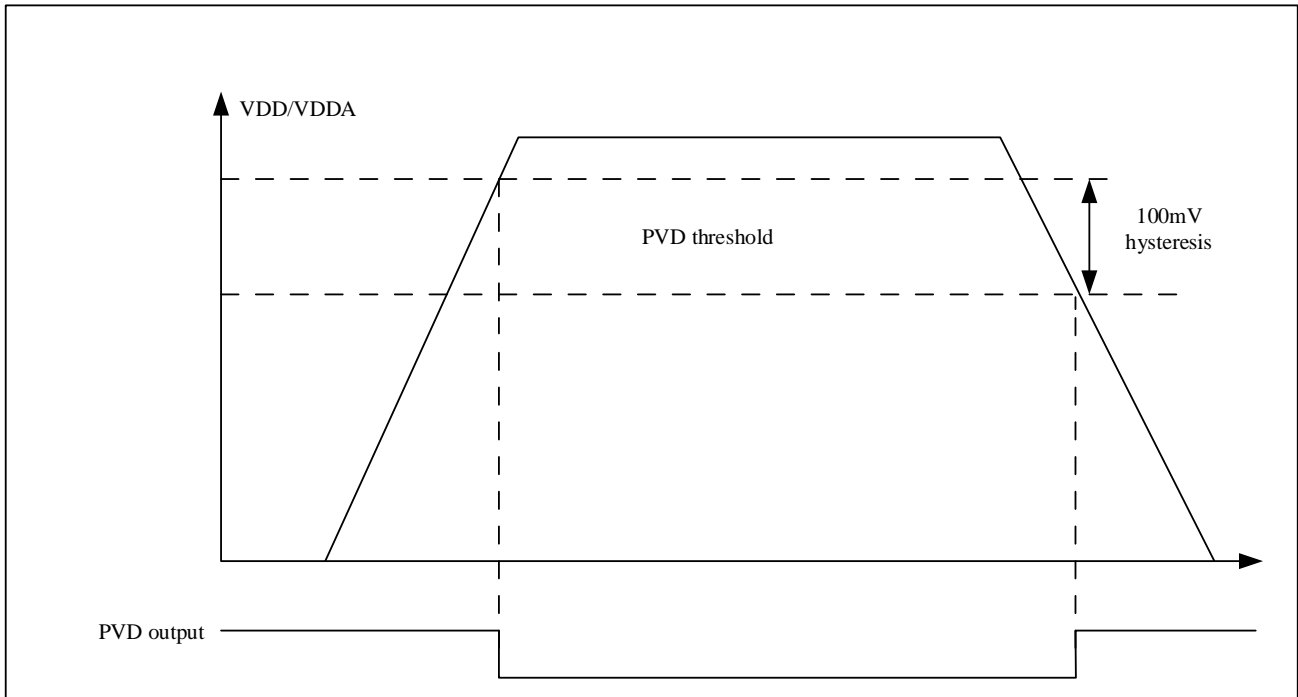 VDD/VDDA
PVD threshold
100mV
hysteresis
PVD output